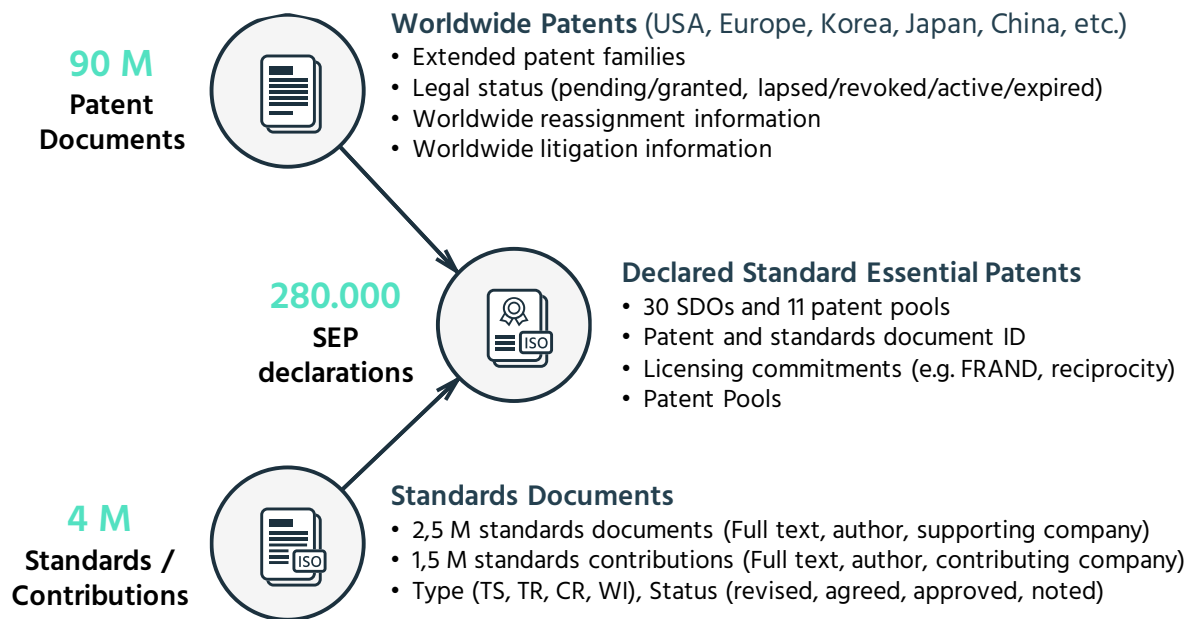 Worldwide Patents (USA, Europe, Korea, Japan, China, etc.)
90 M
Patent
Documents
• Extended patent families
• Legal status (pending/granted, lapsed/revoked/active/expired)
• Worldwide reassignment information
• Worldwide litigation information
280.000
SEP
declarations
ISO
Declared Standard Essential Patents
• 30 SDOs and 11 patent pools
• Patent and standards document ID
• Licensing commitments (e.g. FRAND, reciprocity)
• Patent Pools
4 M
Standards /
Contributions
ISO
Standards Documents
• 2,5 M standards documents (Full text, author, supporting company)
• 1,5 M standards contributions (Full text, author, contributing company)
• Type (TS, TR, CR, WI), Status (revised, agreed, approved, noted)